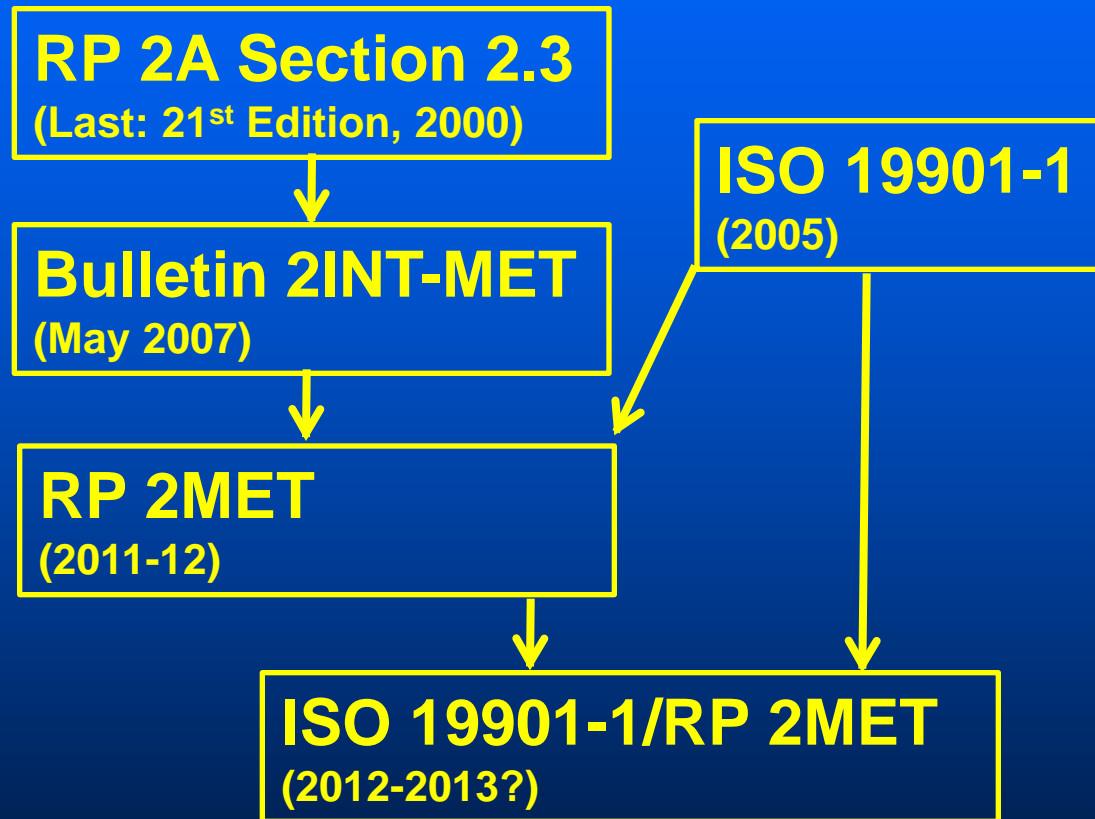 RP 2A Section 2.3
(Last: 21st Edition, 2000)
ISO 19901-1
(2005)
Bulletin 2INT-MET
(May 2007)
RP 2MET
(2011-12)
ISO 19901-1/RP 2MET
(2012-2013?)